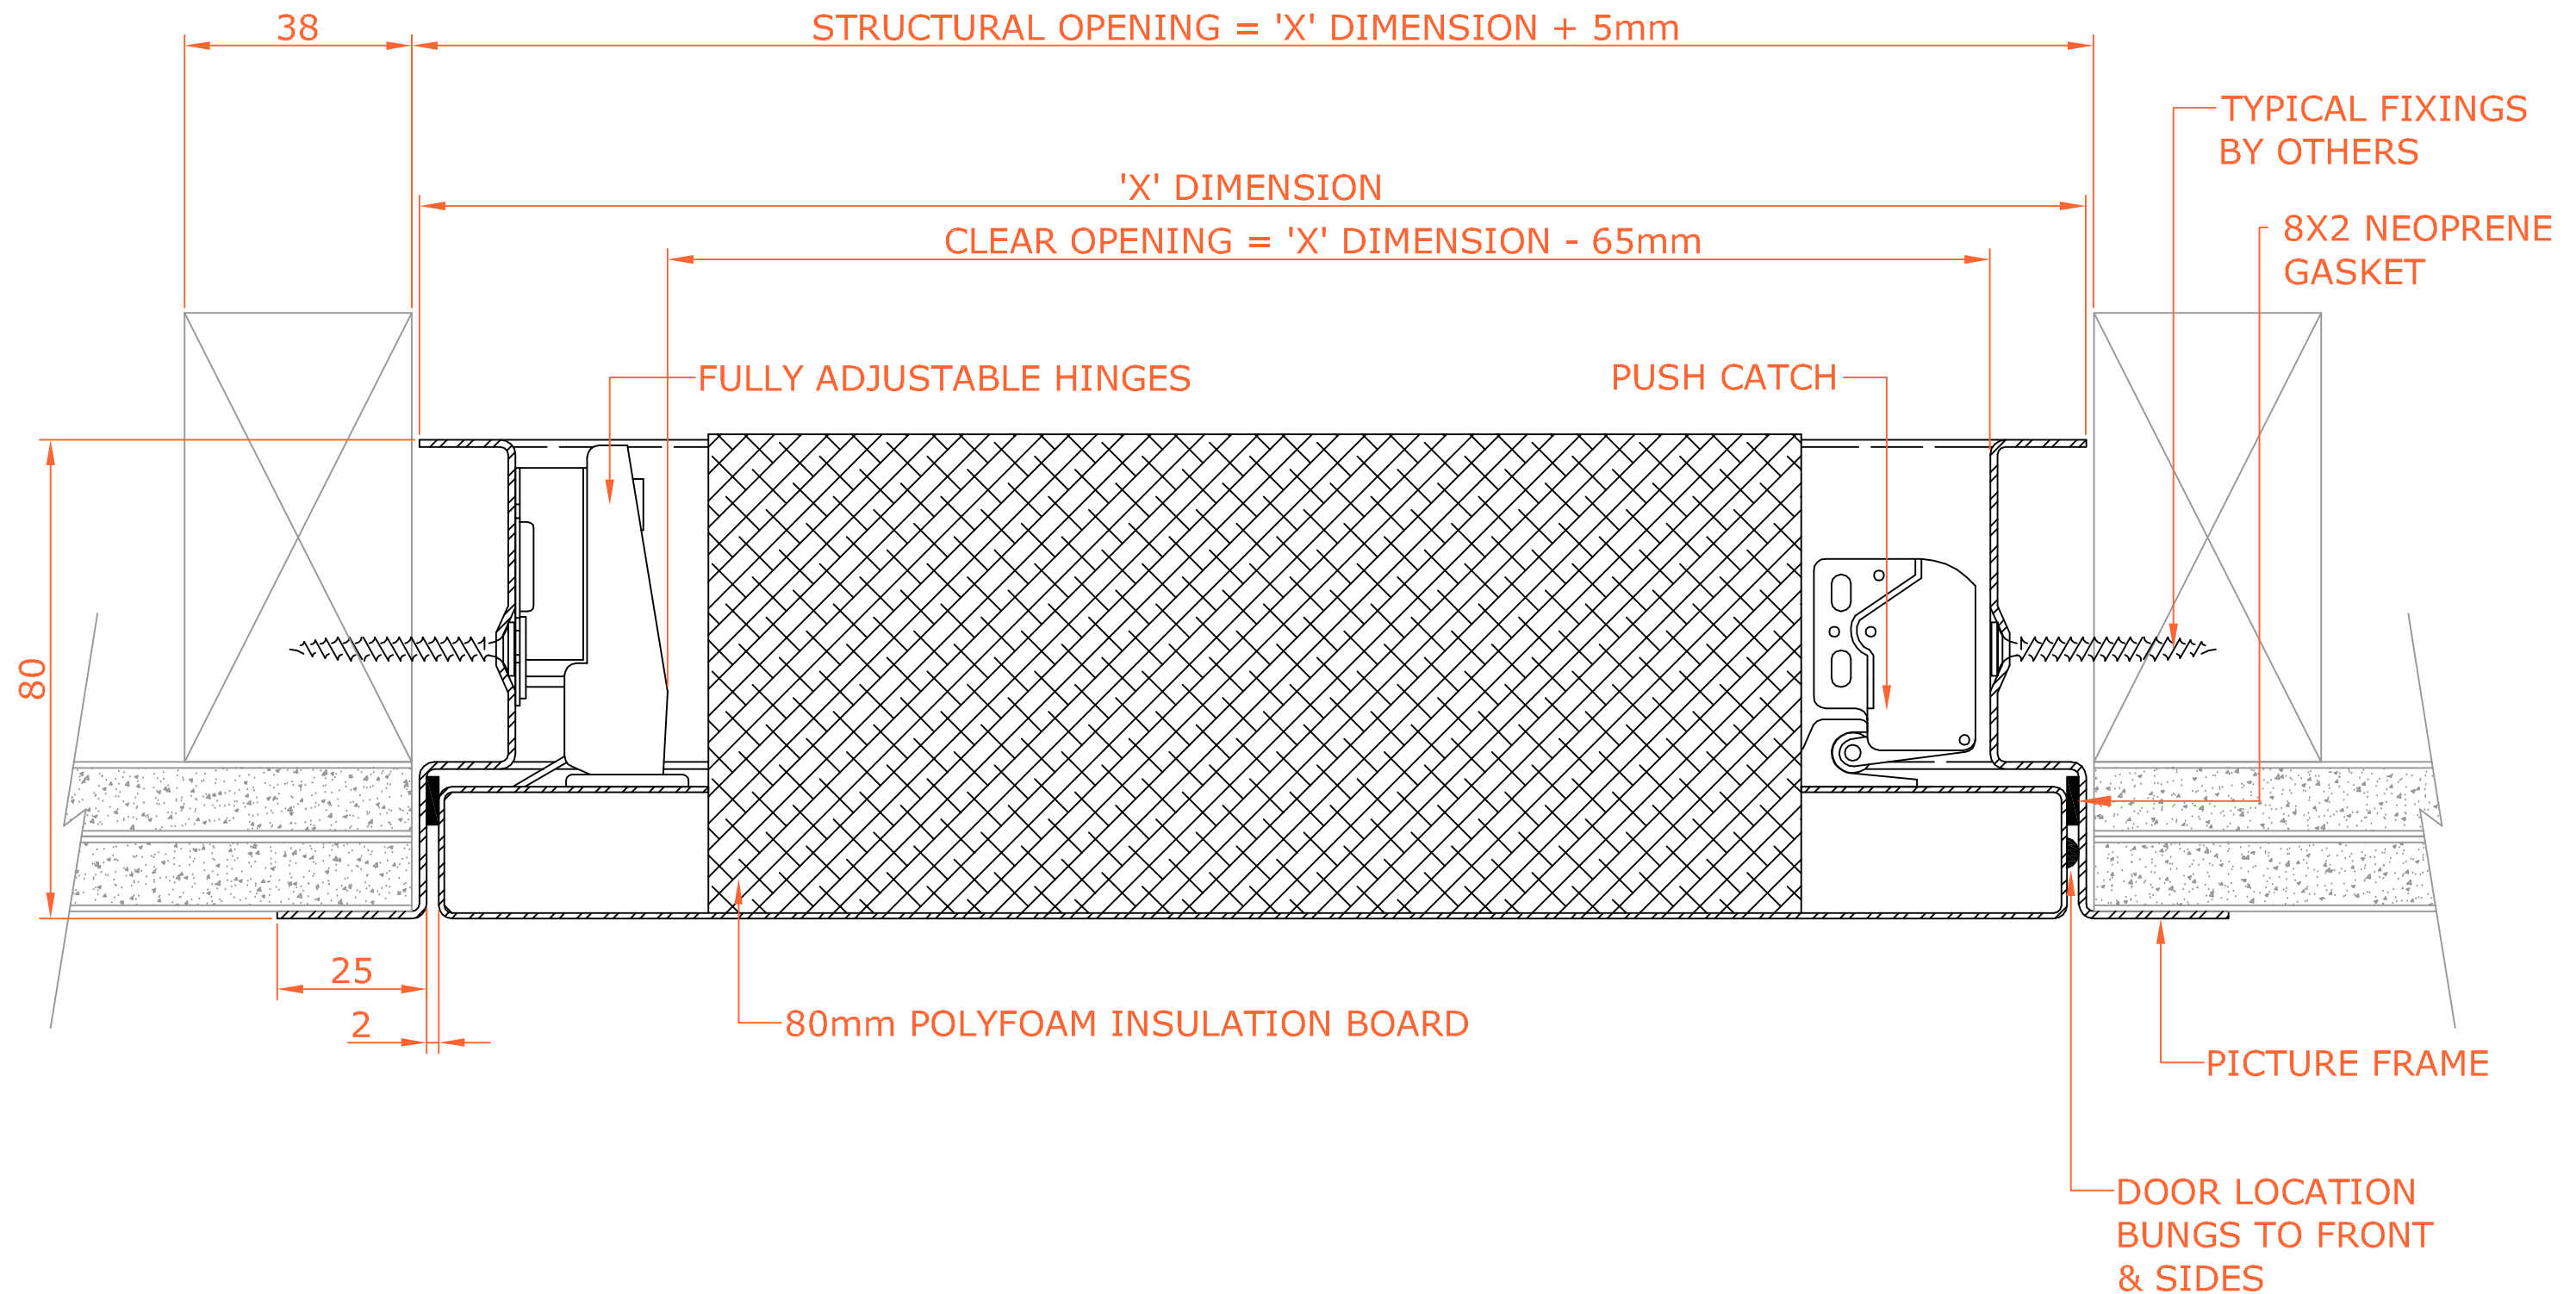 38
STRUCTURAL OPENING = 'X' DIMENSION + 5mm
TYPICAL FIXINGS
BY OTHERS
'X' DIMENSION
8X2 NEOPRENE
GASKET
CLEAR OPENING = 'X' DIMENSION - 65mm
FULLY ADJUSTABLE HINGES
PUSH CATCH
80
25
2
80mm POLYFOAM INSULATION BOARD
PICTURE FRAME
DOOR LOCATION
BUNGS TO FRONT
& SIDES